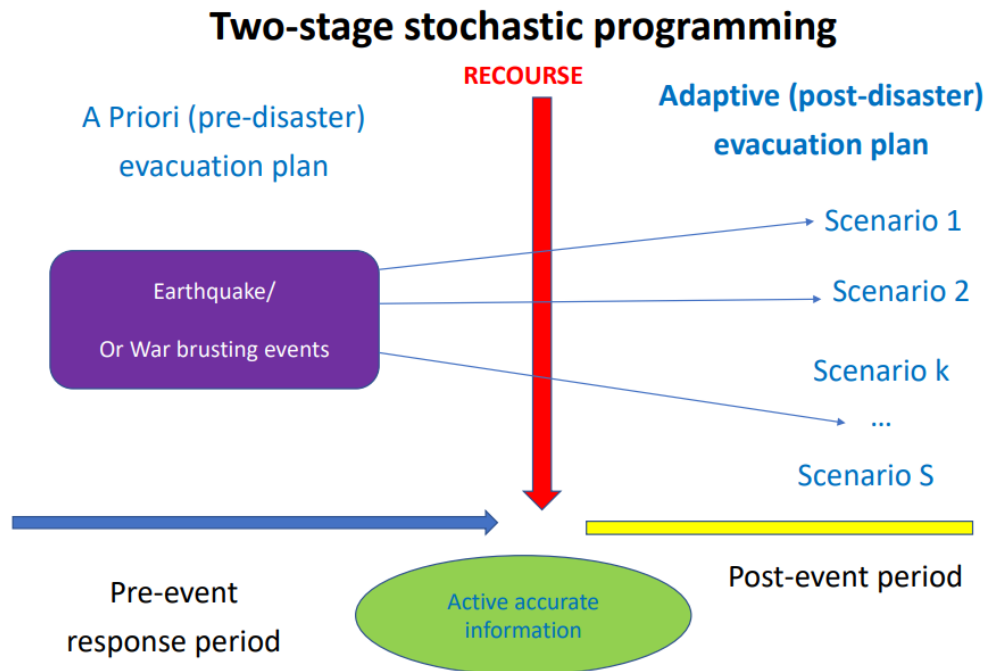 Two-stage stochastic programming
RECOURSE
A Priori (pre-disaster)
evacuation plan
Adaptive (post-disaster)
evacuation plan
Earthquake/
Or War brusting events
Scenario 1
Scenario 2
Scenario k
...
Scenario S
Pre-event
response period
Active accurate
information
Post-event period